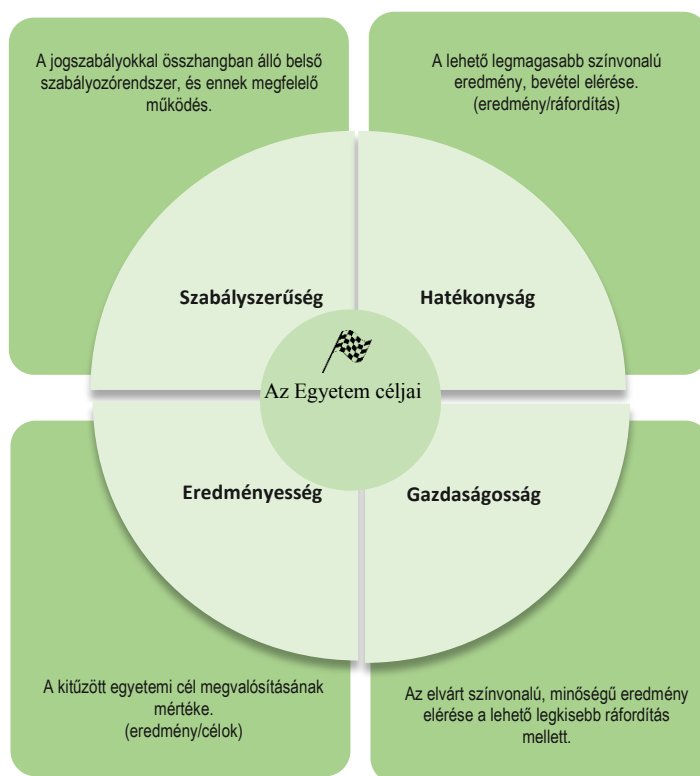 A jogszabályokkal összhangban álló belső
szabályozórendszer, és ennek megfelelő
működés.
A lehető legmagasabb színvonalú
eredmény, bevétel elérése.
(eredmény/ráfordítás)
Szabályszerűség
Hatékonyság
Az Egyetem céljai
Eredményesség
Gazdaságosság
A kitűzött egyetemi cél megvalósításának
mértéke.
(eredmény/célok)
Az elvárt színvonalú, minőségű eredmény
elérése a lehető legkisebb ráfordítás
mellett.